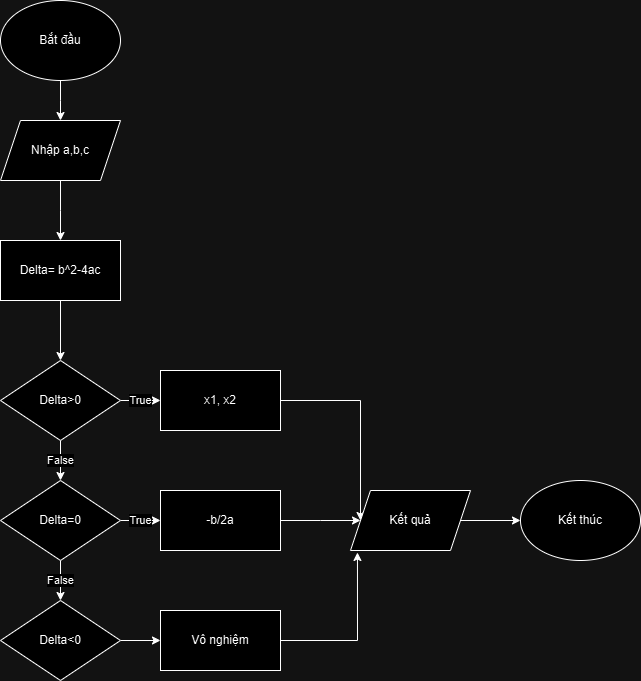 Bắt đầu
Nhập a,b,c
Delta= b^2-4ac
Delta>0
True
x1, x2
False
Delta=0
True
-b/2a
Kết quả
Kết thúc
False
Delta<0
Vô nghiệm